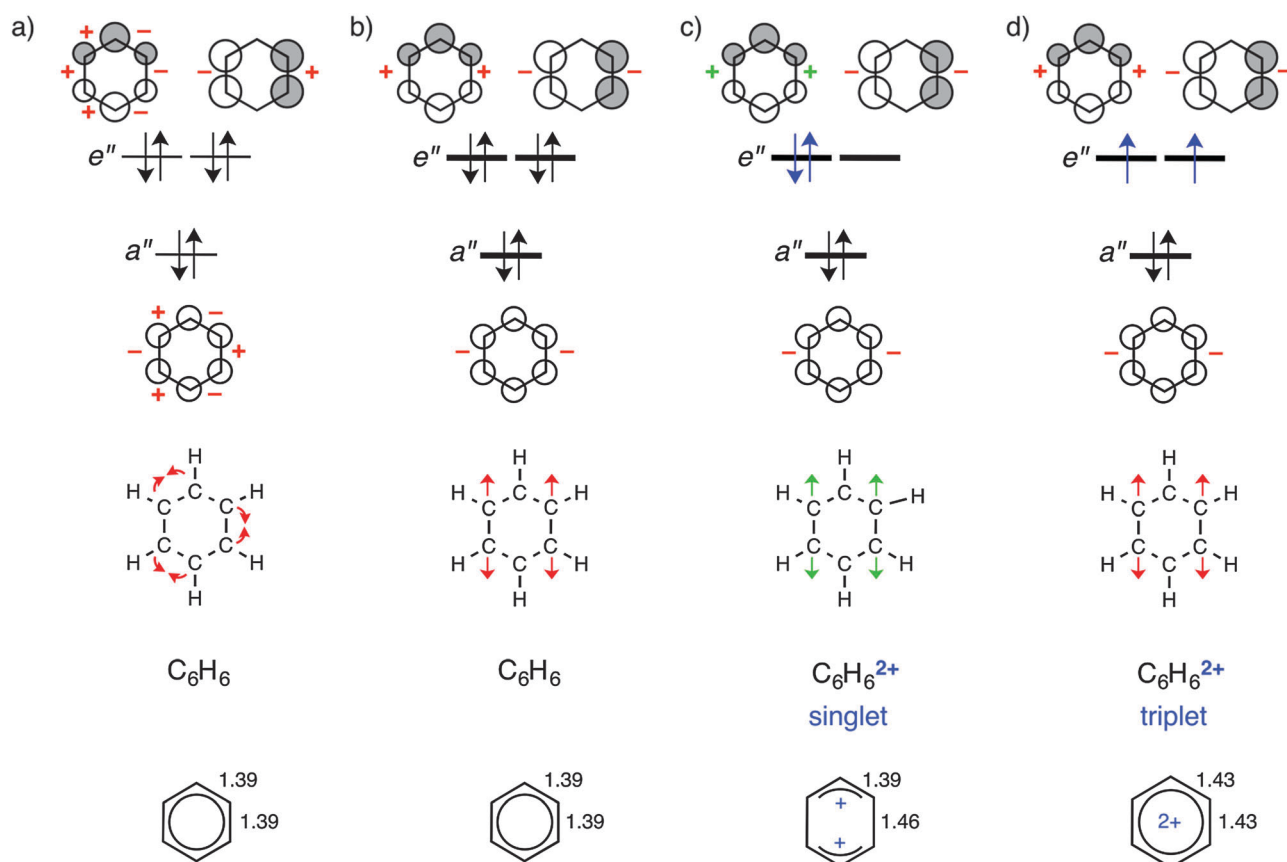 a) + − b) c) d)
+ − − + + + − − + + − − + + − −
+ −
e″ e″ e″ e″
a″ a″ a″ a″
+ −
− + − − − − − −
+ −
H H H H
H C H H C H H C H H C H
C C C C C C C C
C C C C C C C C
H C H H C H H C H H C H
H H H H
C₆H₆ C₆H₆ C₆H₆²⁺ C₆H₆²⁺
singlet triplet
1.39 1.39 1.39 1.43
1.39 1.39 + 1.46 2+ 1.43
+